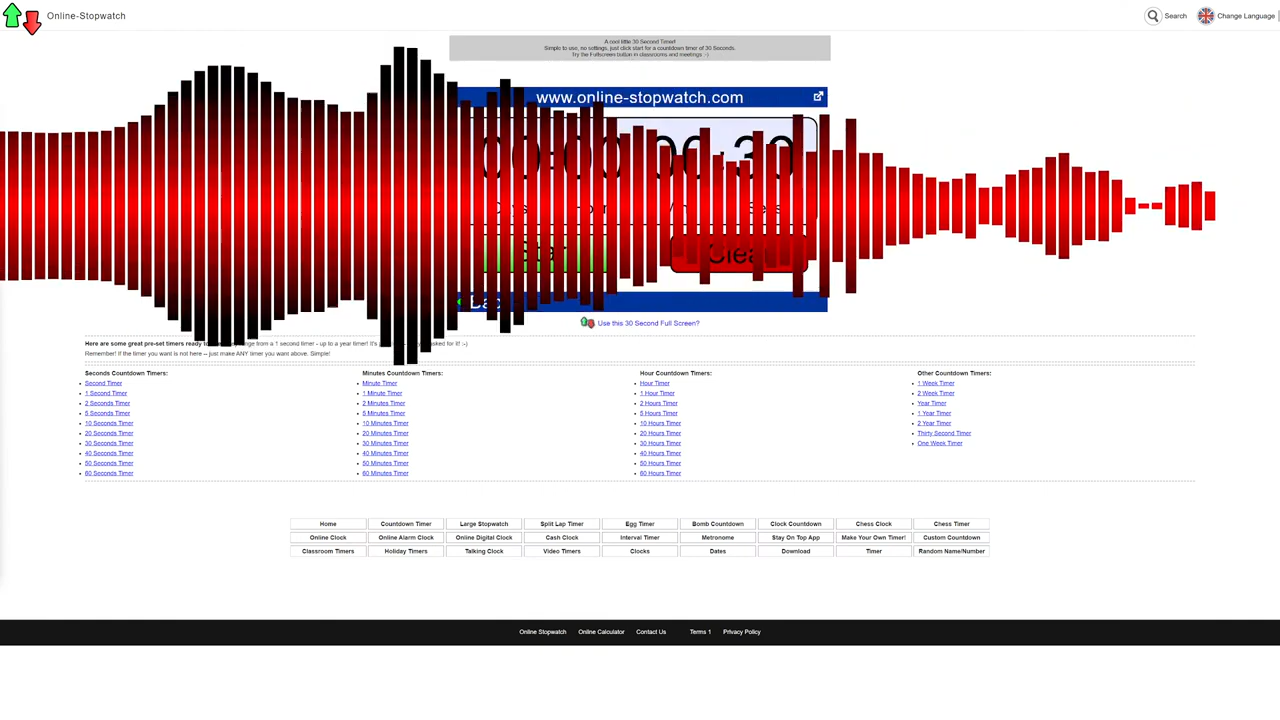 Online-Stopwatch
Search
Change Language
A cool little 30 Second Timer!
Simple to use, no settings, just click start for a countdown timer of 30 Seconds.
Try the Fullscreen button in classrooms and meetings :-)
www.online-stopwatch.com
Use this 30 Second Full Screen?
Here are some great pre-set timers ready to range from a 1 second timer - up to a year timer! asked for it! :-)
Remember! if the timer you want is not here -- just make ANY timer you want above. Simple!
Seconds Countdown Timers:
Second Timer
1 Second Timer
2 Seconds Timer
5 Seconds Timer
10 Seconds Timer
20 Seconds Timer
30 Seconds Timer
40 Seconds Timer
50 Seconds Timer
60 Seconds Timer
Minutes Countdown Timers:
Minute Timer
1 Minute Timer
2 Minutes Timer
5 Minutes Timer
10 Minutes Timer
20 Minutes Timer
30 Minutes Timer
40 Minutes Timer
50 Minutes Timer
60 Minutes Timer
Hour Countdown Timers:
Hour Timer
1 Hour Timer
2 Hours Timer
5 Hours Timer
10 Hours Timer
20 Hours Timer
30 Hours Timer
40 Hours Timer
50 Hours Timer
60 Hours Timer
Other Countdown Timers:
1 Week Timer
2 Week Timer
Year Timer
1 Year Timer
2 Year Timer
Thirty Second Timer
One Week Timer
Home Countdown Timer Large Stopwatch Split Lap Timer Egg Timer Bomb Countdown Clock Countdown Chess Clock Chess Timer
Online Clock Online Alarm Clock Online Digital Clock Cash Clock Interval Timer Metronome Stay On Top App Make Your Own Timer! Custom Countdown
Classroom Timers Holiday Timers Talking Clock Video Timers Clocks Dates Download Timer Random Name/Number
Online Stopwatch Online Calculator Contact Us Terms 1 Privacy Policy